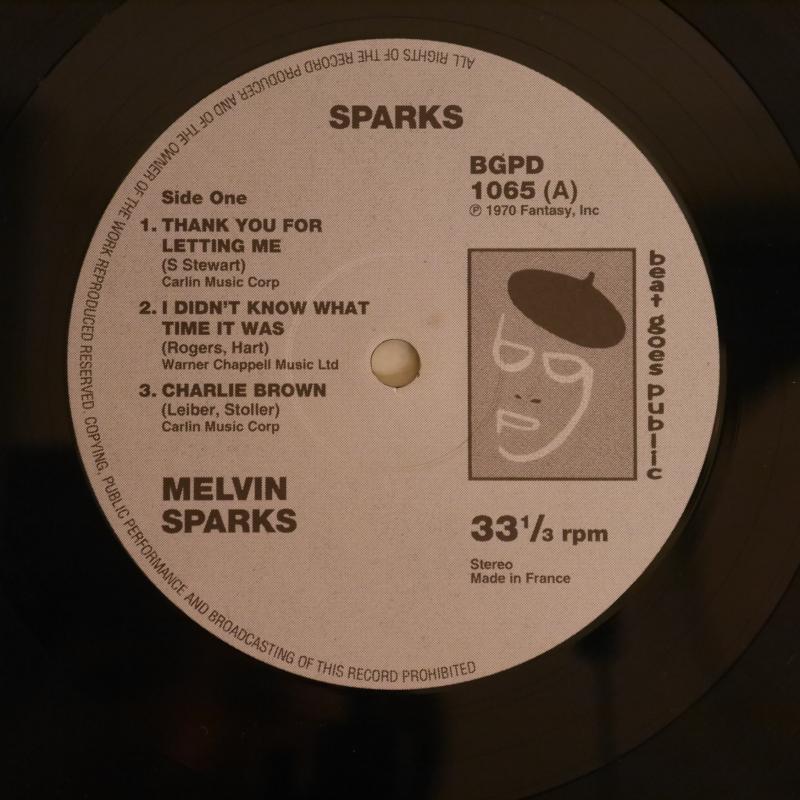 SPARKS
BGPD
1065 (A)
℗ 1970 Fantasy, Inc
Side One
1. THANK YOU FOR
LETTING ME
(S Stewart)
Carlin Music Corp
2. I DIDN'T KNOW WHAT
TIME IT WAS
(Rogers, Hart)
Warner Chappell Music Ltd
3. CHARLIE BROWN
(Leiber, Stoller)
Carlin Music Corp
MELVIN
SPARKS
beat goes public
33 1/3 rpm
Stereo
Made in France
ALL RIGHTS OF THE RECORD PRODUCER AND OF THE OWNER OF THE WORK REPRODUCED RESERVED. COPYING, PUBLIC PERFORMANCE AND BROADCASTING OF THIS RECORD PROHIBITED